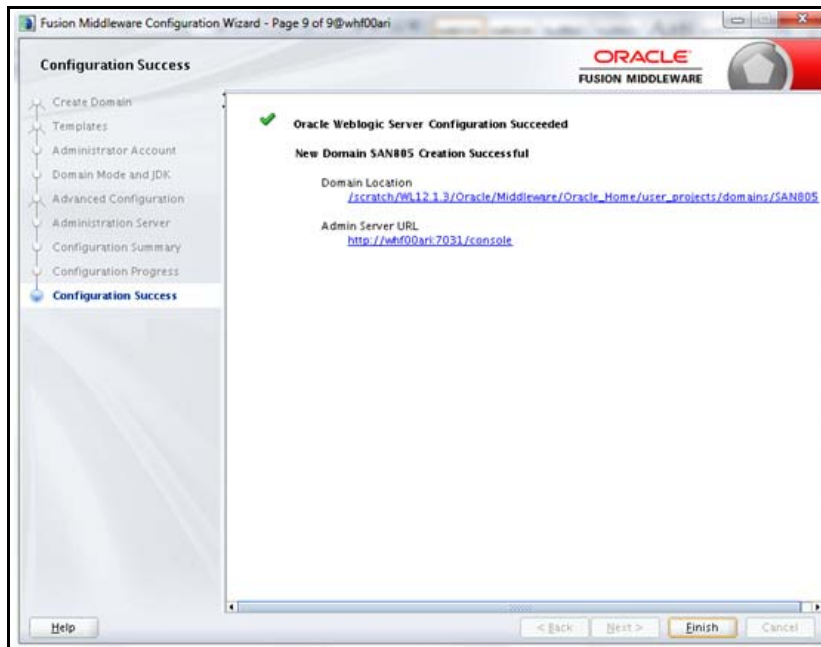 Fusion Middleware Configuration Wizard - Page 9 of 9@whf00ari
Configuration Success
ORACLE
FUSION MIDDLEWARE
Create Domain
Templates
Administrator Account
Domain Mode and JDK
Advanced Configuration
Administration Server
Configuration Summary
Configuration Progress
Configuration Success
Oracle Weblogic Server Configuration Succeeded
New Domain SAN805 Creation Successful
Domain Location
/scratch/WL12.1.3/Oracle/Middleware/Oracle_Home/user_projects/domains/SAN805
Admin Server URL
http://whf00ari:7031/console
Help
< Back
Next >
Finish
Cancel